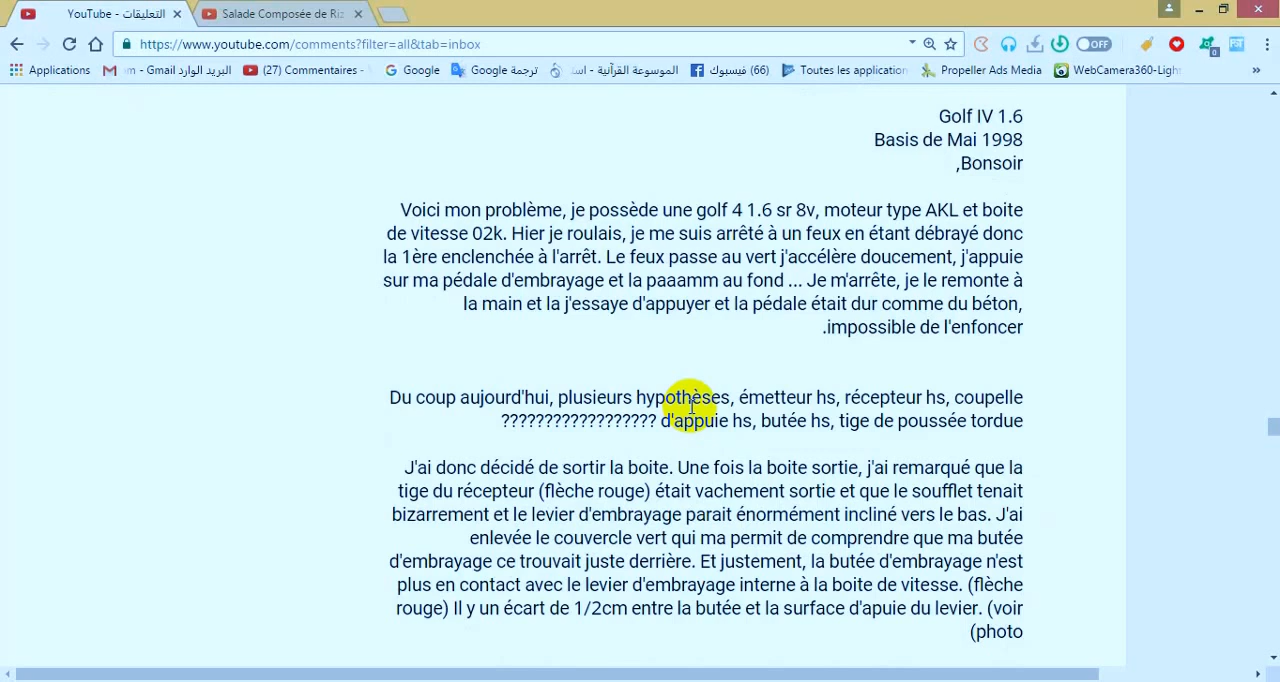 YouTube - التعليقات
Salade Composée de Riz
https://www.youtube.com/comments?filter=all&tab=inbox
OFF
0
Applications
البريد الوارد - Gmail
(27) Commentaires -
Google
ترجمة Google
الموسوعة القرآنية -
(66) فيسبوك
Toutes les application
Propeller Ads Media
WebCamera360-Ligh
»
Golf IV 1.6
Basis de Mai 1998
,Bonsoir
Voici mon problème, je possède une golf 4 1.6 sr 8v, moteur type AKL et boite
de vitesse 02k. Hier je roulais, je me suis arrêté à un feux en étant débrayé donc
la 1ère enclenchée à l'arrêt. Le feux passe au vert j'accélère doucement, j'appuie
sur ma pédale d'embrayage et la paaamm au fond ... Je m'arrête, je le remonte à
la main et la j'essaye d'appuyer et la pédale était dur comme du béton,
.impossible de l'enfoncer
Du coup aujourd'hui, plusieurs hypothèses, émetteur hs, récepteur hs, coupelle
??????????????????? d'appuie hs, butée hs, tige de poussée tordue
J'ai donc décidé de sortir la boite. Une fois la boite sortie, j'ai remarqué que la
tige du récepteur (flèche rouge) était vachement sortie et que le soufflet tenait
bizarrement et le levier d'embrayage parait énormément incliné vers le bas. J'ai
enlevée le couvercle vert qui ma permit de comprendre que ma butée
d'embrayage ce trouvait juste derrière. Et justement, la butée d'embrayage n'est
plus en contact avec le levier d'embrayage interne à la boite de vitesse. (flèche
rouge) Il y un écart de 1/2cm entre la butée et la surface d'apuie du levier. (voir
(photo